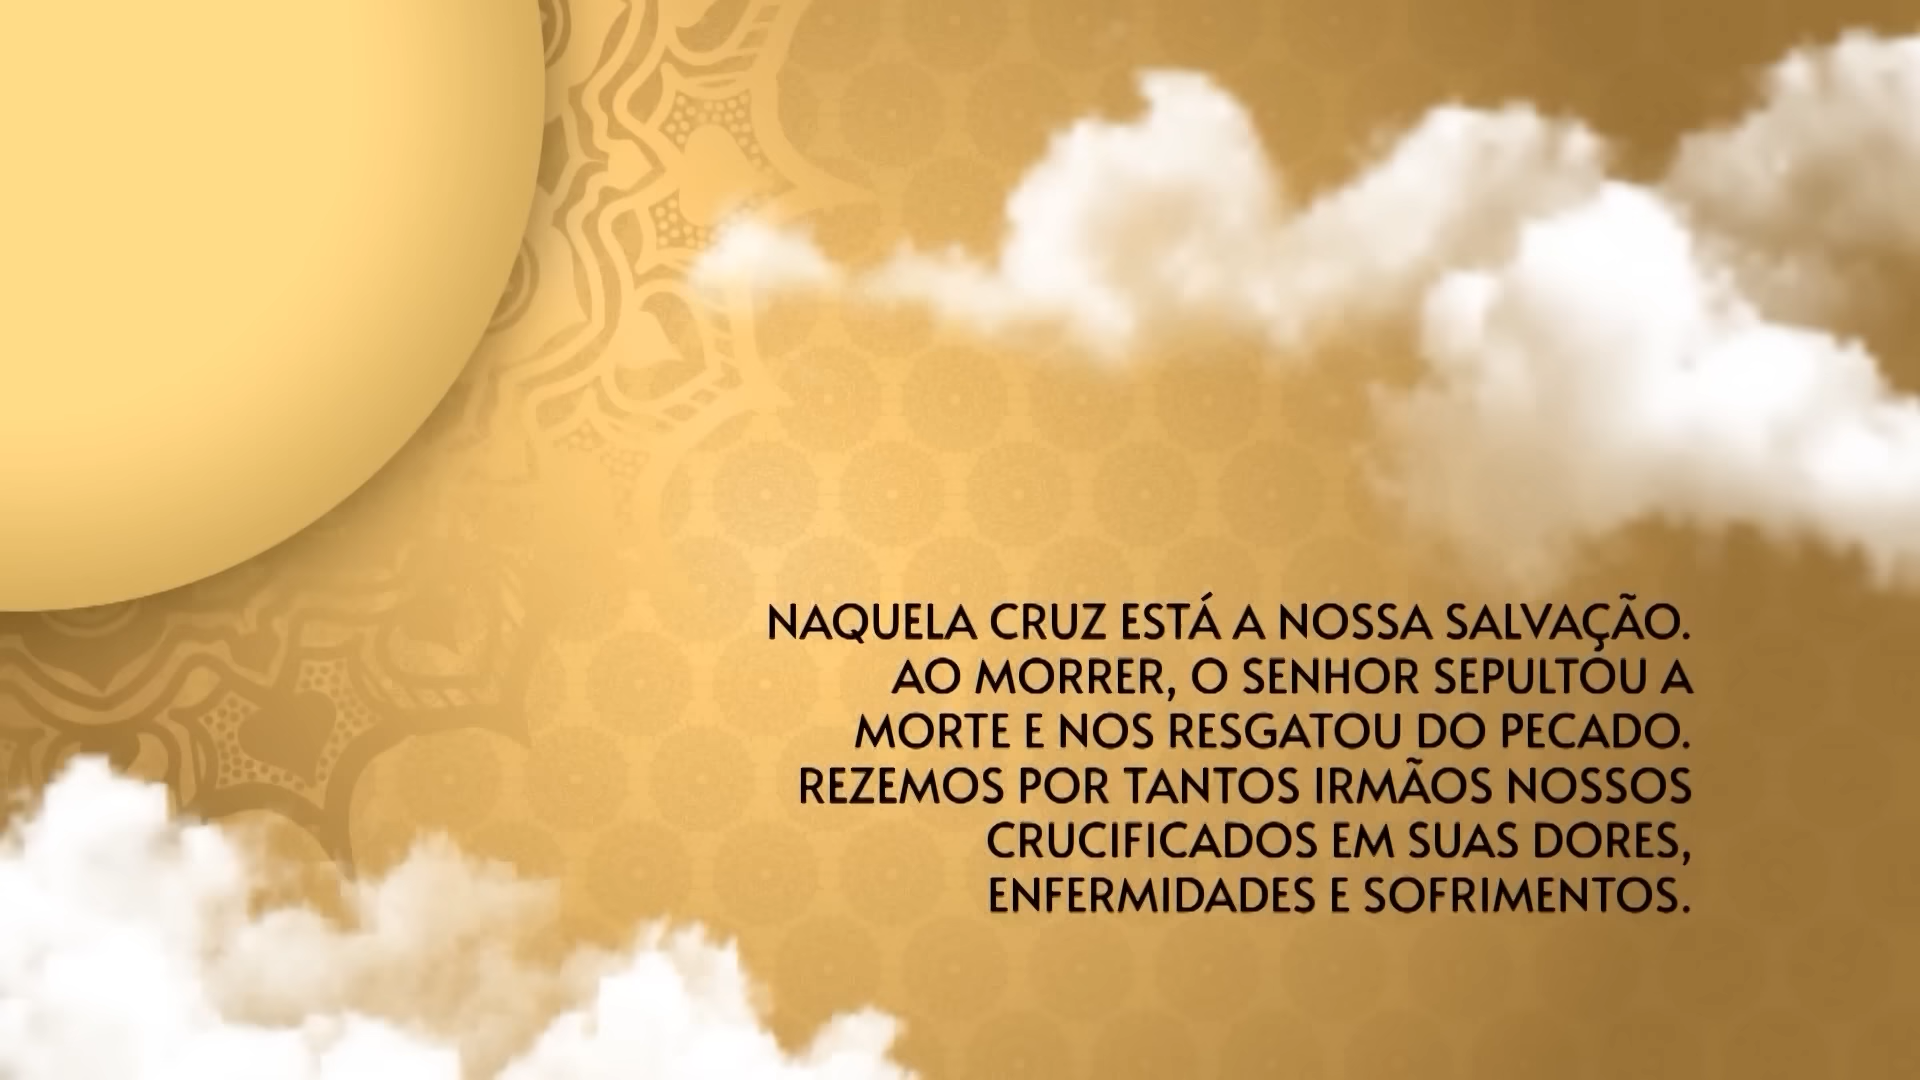 NAQUELA CRUZ ESTÁ A NOSSA SALVAÇÃO.
AO MORRER, O SENHOR SEPULTOU A
MORTE E NOS RESGATOU DO PECADO.
REZEMOS POR TANTOS IRMÃOS NOSSOS
CRUCIFICADOS EM SUAS DORES,
ENFERMIDADES E SOFRIMENTOS.